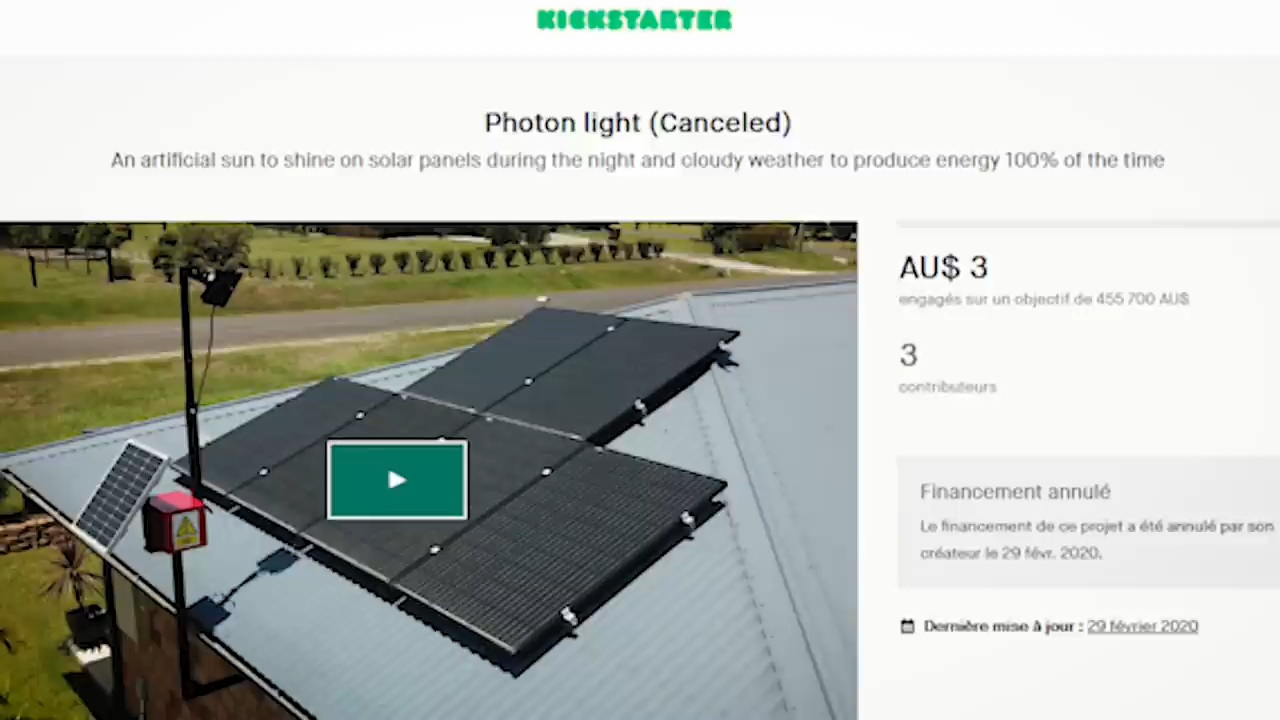 KICKSTARTER
Photon light (Canceled)
An artificial sun to shine on solar panels during the night and cloudy weather to produce energy 100% of the time
AU$ 3
engagés sur un objectif de 455 700 AU$
3
contributeurs
Financement annulé
Le financement de ce projet a été annulé par son
créateur le 29 févr. 2020.
Dernière mise à jour : 29 février 2020